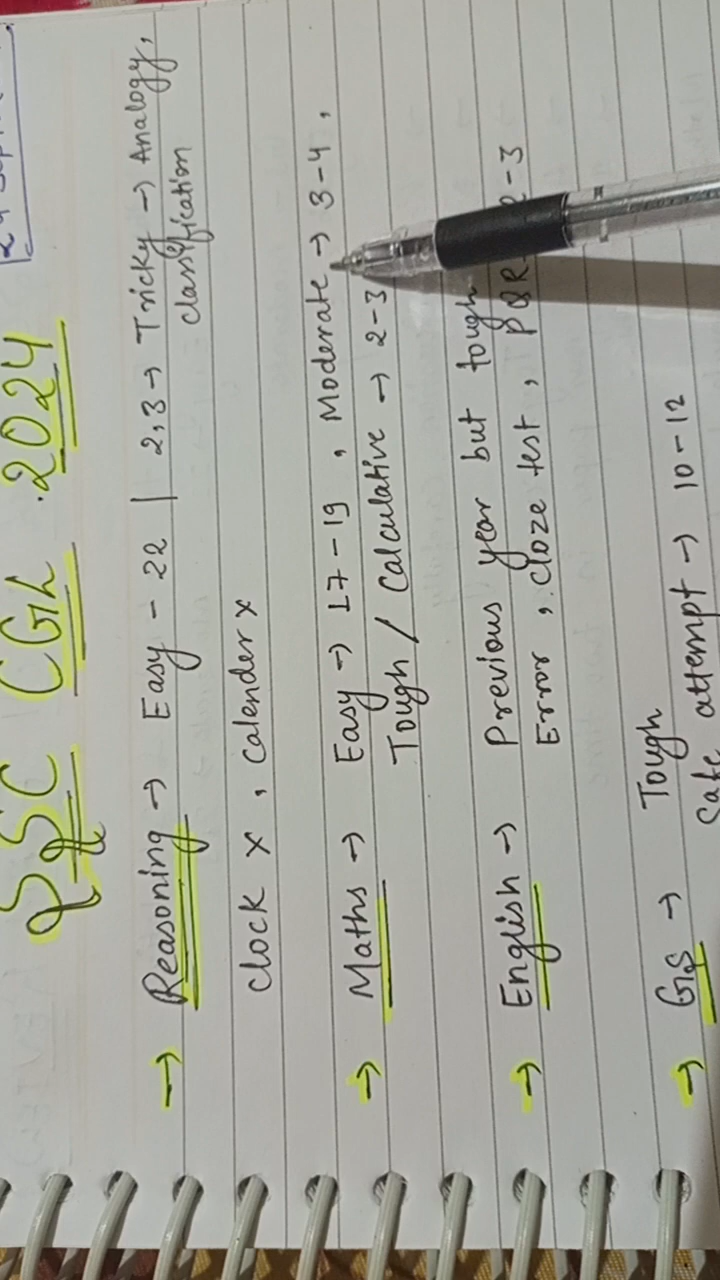 SSC CGL 2024
→ Reasoning → Easy - 22 | 2,3 → Tricky → Analogy,
classification
clock x, calender x
→ Maths → Easy → 17-19, Moderate → 3-4,
Tough / Calculative → 2-3
→ English → Previous year but tough
Error, cloze test, PQR - 3
→ GS → Tough
Safe attempt → 10-12